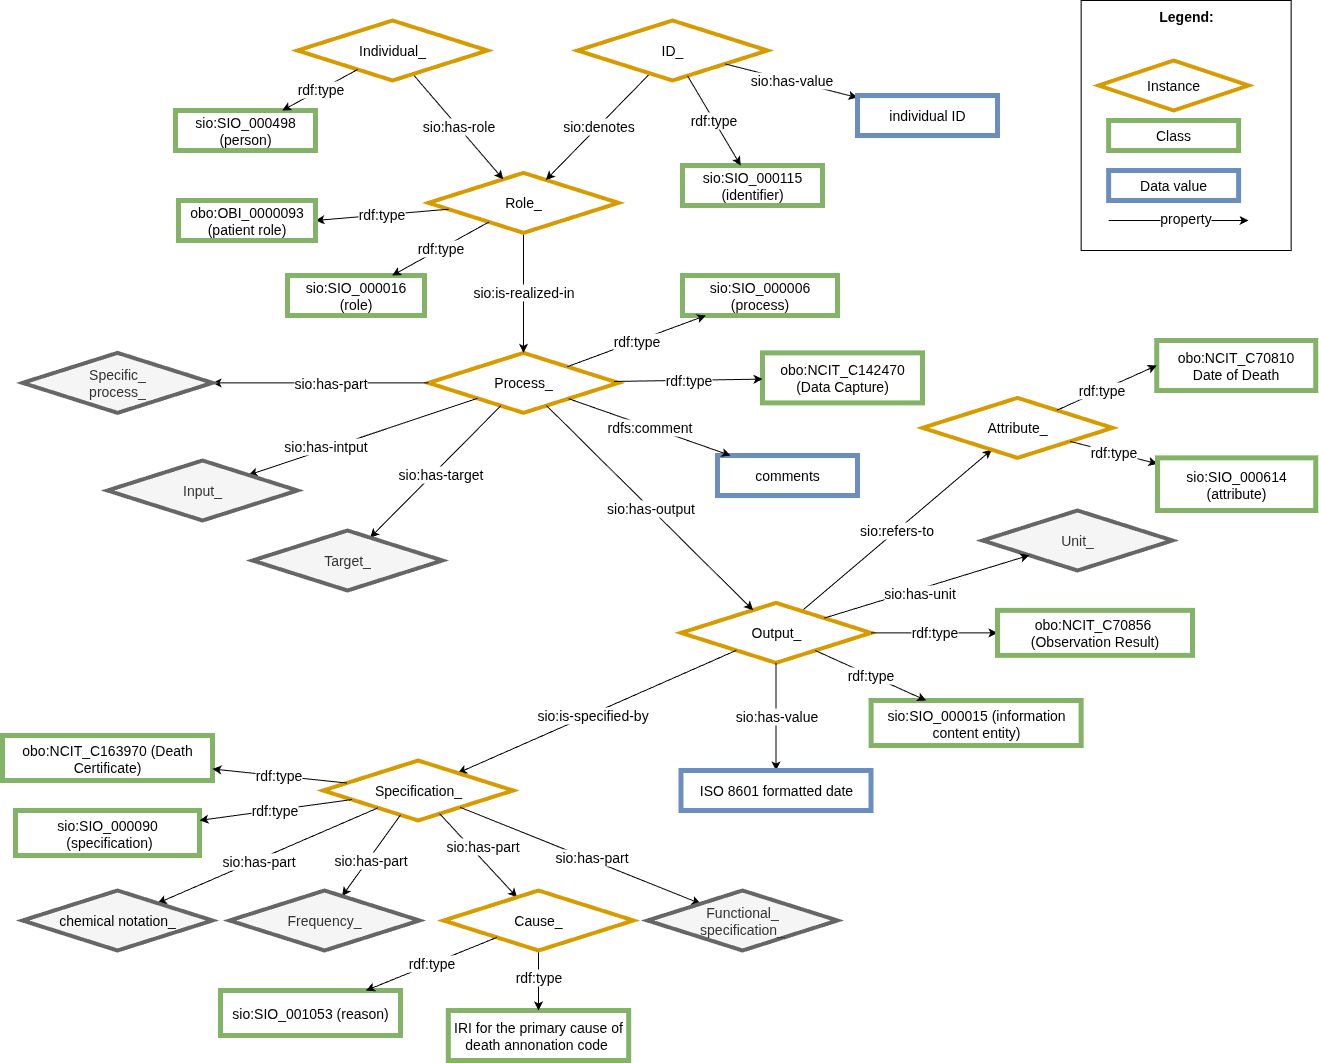 Legend:
Individual_
ID_
Instance
rdf:type
sio:has-value
individual ID
sio:SIO_000498
(person)
sio:has-role
sio:denotes
rdf:type
Class
sio:SIO_000115
(identifier)
Data value
Role_
obo:OBI_0000093
(patient role)
rdf:type
property
rdf:type
sio:SIO_000016
(role)
sio:is-realized-in
sio:SIO_000006
(process)
rdf:type
Specific_
process_
sio:has-part
Process_
rdf:type
obo:NCIT_C142470
(Data Capture)
obo:NCIT_C70810
Date of Death
rdf:type
sio:has-intput
rdfs:comment
Attribute_
rdf:type
Input_
sio:has-target
comments
sio:SIO_000614
(attribute)
sio:has-output
sio:refers-to
Target_
Unit_
sio:has-unit
Output_
rdf:type
obo:NCIT_C70856
(Observation Result)
rdf:type
sio:is-specified-by
sio:has-value
sio:SIO_000015 (information
content entity)
obo:NCIT_C163970 (Death
Certificate)
rdf:type
Specification_
ISO 8601 formatted date
rdf:type
sio:SIO_000090
(specification)
sio:has-part
sio:has-part
sio:has-part
sio:has-part
chemical notation_
Frequency_
Cause_
Functional_
specification_
rdf:type
rdf:type
sio:SIO_001053 (reason)
IRI for the primary cause of
death annonation code